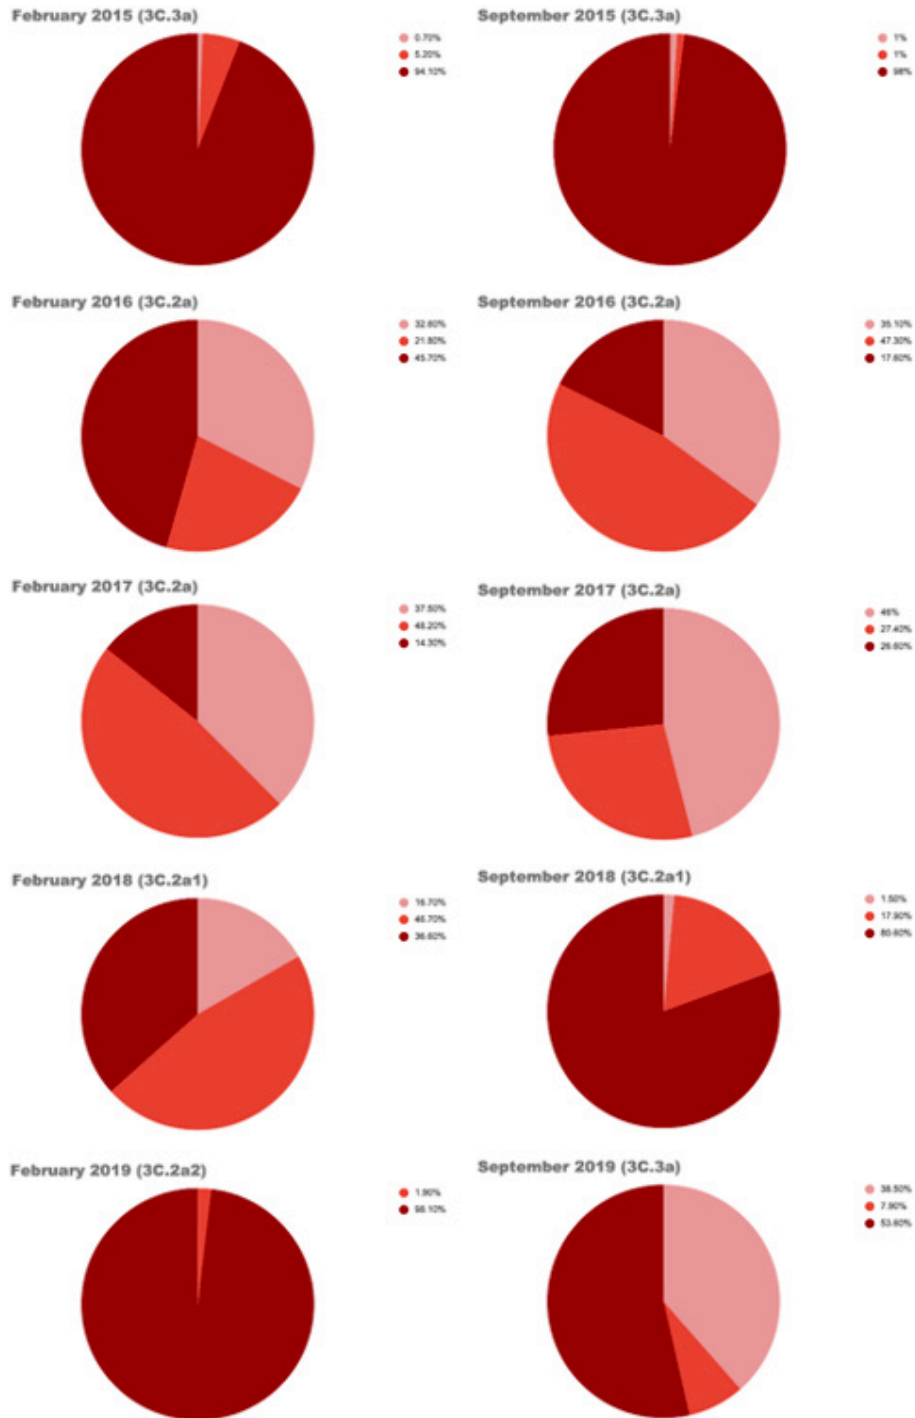 February 2015 (3C.3a)
0.70%
5.20%
94.10%
September 2015 (3C.3a)
1%
1%
98%
February 2016 (3C.2a)
32.60%
21.80%
45.70%
September 2016 (3C.2a)
35.10%
47.30%
17.60%
February 2017 (3C.2a)
37.50%
48.20%
14.30%
September 2017 (3C.2a)
46%
27.40%
26.60%
February 2018 (3C.2a1)
16.70%
46.70%
36.60%
September 2018 (3C.2a1)
1.50%
17.90%
80.60%
February 2019 (3C.2a2)
1.90%
98.10%
September 2019 (3C.3a)
38.50%
7.90%
53.60%